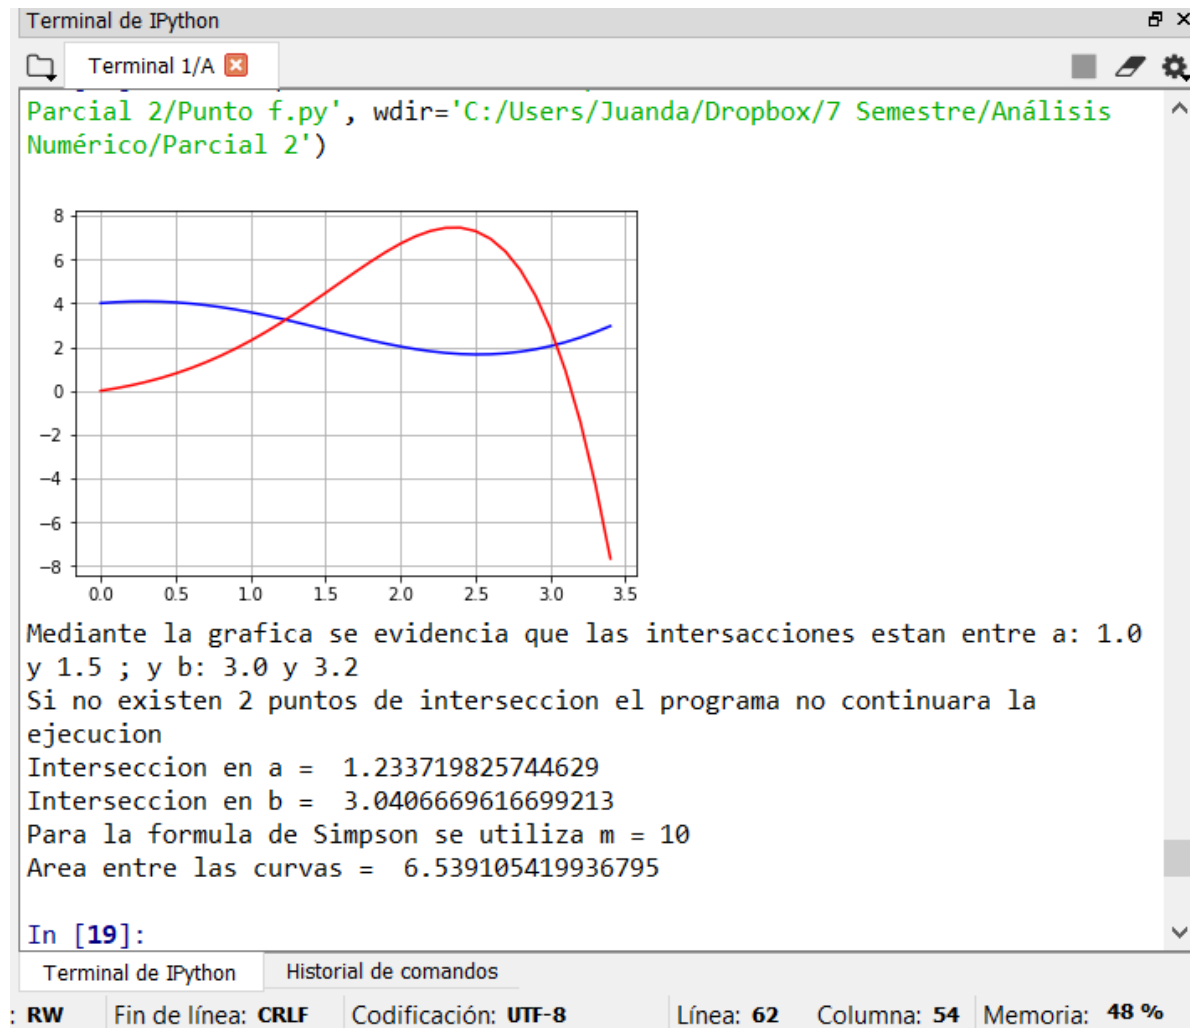 Terminal de IPython
Terminal 1/A
Parcial 2/Punto f.py', wdir='C:/Users/Juanda/Dropbox/7 Semestre/Análisis
Numérico/Parcial 2')
8
6
4
2
0
−2
−4
−6
−8
0.0 0.5 1.0 1.5 2.0 2.5 3.0 3.5
Mediante la grafica se evidencia que las intersacciones estan entre a: 1.0
y 1.5 ; y b: 3.0 y 3.2
Si no existen 2 puntos de interseccion el programa no continuara la
ejecucion
Interseccion en a =  1.233719825744629
Interseccion en b =  3.0406669616699213
Para la formula de Simpson se utiliza m = 10
Area entre las curvas =  6.539105419936795
In [19]:
Terminal de IPython Historial de comandos
: RW Fin de línea: CRLF Codificación: UTF-8 Línea: 62 Columna: 54 Memoria: 48 %